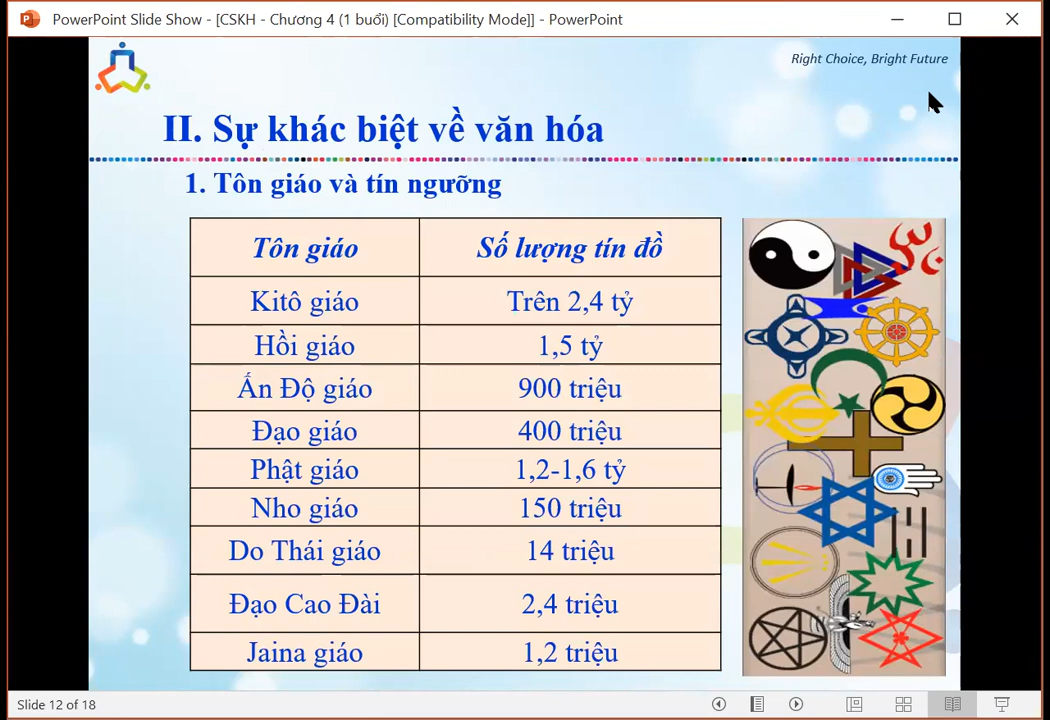 PowerPoint Slide Show - [CSKH - Chương 4 (1 buổi) [Compatibility Mode]] - PowerPoint
Right Choice, Bright Future
II. Sự khác biệt về văn hóa
1. Tôn giáo và tín ngưỡng
Tôn giáo Số lượng tín đồ
Kitô giáo Trên 2,4 tỷ
Hồi giáo 1,5 tỷ
Ấn Độ giáo 900 triệu
Đạo giáo 400 triệu
Phật giáo 1,2-1,6 tỷ
Nho giáo 150 triệu
Do Thái giáo 14 triệu
Đạo Cao Đài 2,4 triệu
Jaina giáo 1,2 triệu
Slide 12 of 18